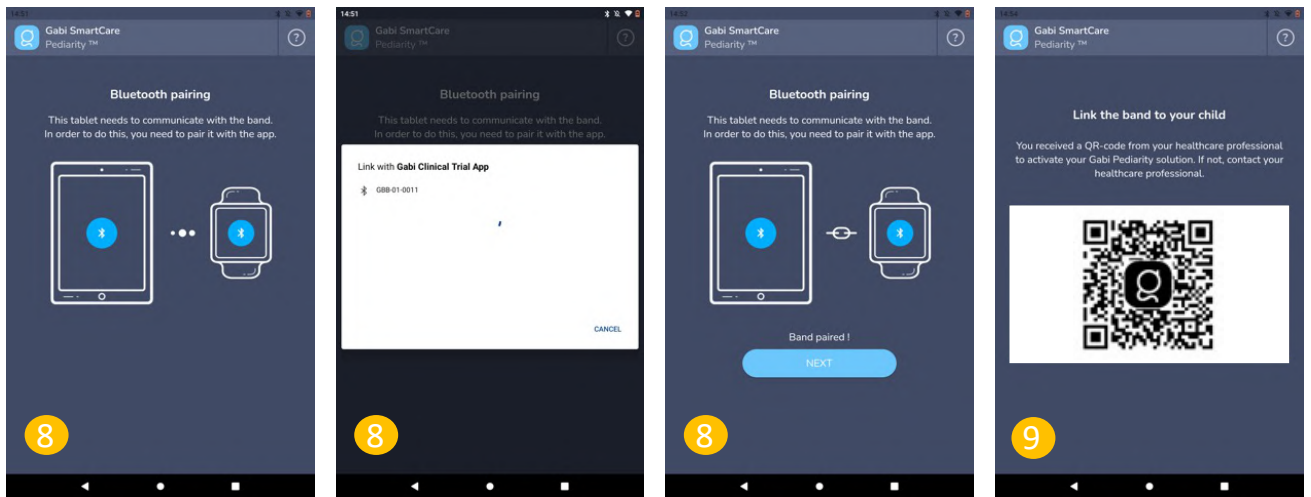 14:51
Gabi SmartCare
Pediarity ™
?
Bluetooth pairing
This tablet needs to communicate with the band.
In order to do this, you need to pair it with the app.
8
14:51
Gabi SmartCare
Pediarity ™
?
Bluetooth pairing
This tablet needs to communicate with the band.
In order to do this, you need to pair it with the app.
Link with Gabi Clinical Trial App
GBB-01-0011
CANCEL
8
14:52
Gabi SmartCare
Pediarity ™
?
Bluetooth pairing
This tablet needs to communicate with the band.
In order to do this, you need to pair it with the app.
Band paired !
NEXT
8
14:54
Gabi SmartCare
Pediarity ™
?
Link the band to your child
You received a QR-code from your healthcare professional
to activate your Gabi Pediarity solution. If not, contact your
healthcare professional.
9